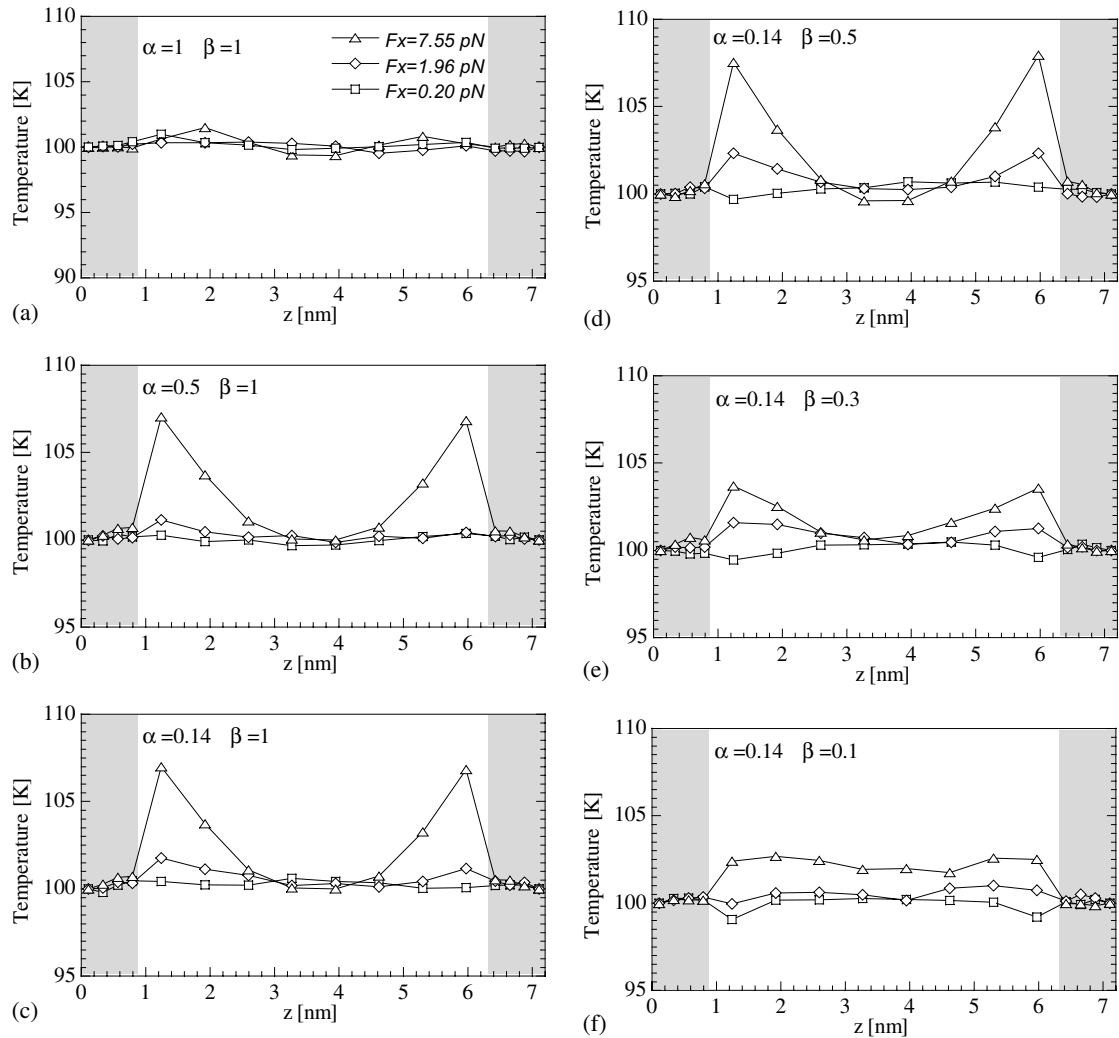 110
105
100
95
90
Temperature [K]
α=1 β=1
Fx=7.55 pN
Fx=1.96 pN
Fx=0.20 pN
0 1 2 3 4 5 6 7
z [nm]
(a)
110
105
100
95
Temperature [K]
α=0.5 β=1
0 1 2 3 4 5 6 7
z [nm]
(b)
110
105
100
95
Temperature [K]
α=0.14 β=1
0 1 2 3 4 5 6 7
z [nm]
(c)
110
105
100
95
Temperature [K]
α=0.14 β=0.5
0 1 2 3 4 5 6 7
z [nm]
(d)
110
105
100
95
Temperature [K]
α=0.14 β=0.3
0 1 2 3 4 5 6 7
z [nm]
(e)
110
105
100
95
Temperature [K]
α=0.14 β=0.1
0 1 2 3 4 5 6 7
z [nm]
(f)